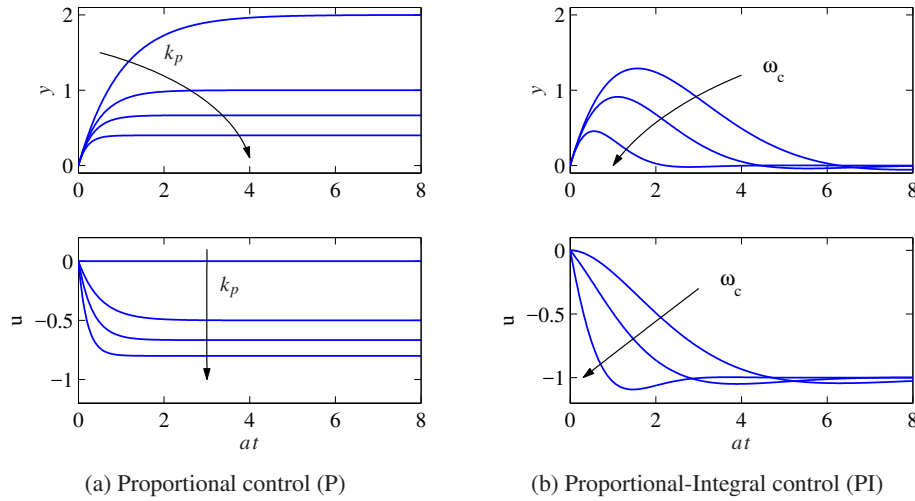 2
1
0
y
k_p
0 2 4 6 8
2
1
0
y
ω_c
0 2 4 6 8
0
−0.5
−1
u
k_p
0 2 4 6 8
at
0
−0.5
−1
u
ω_c
0 2 4 6 8
at
(a) Proportional control (P)
(b) Proportional-Integral control (PI)